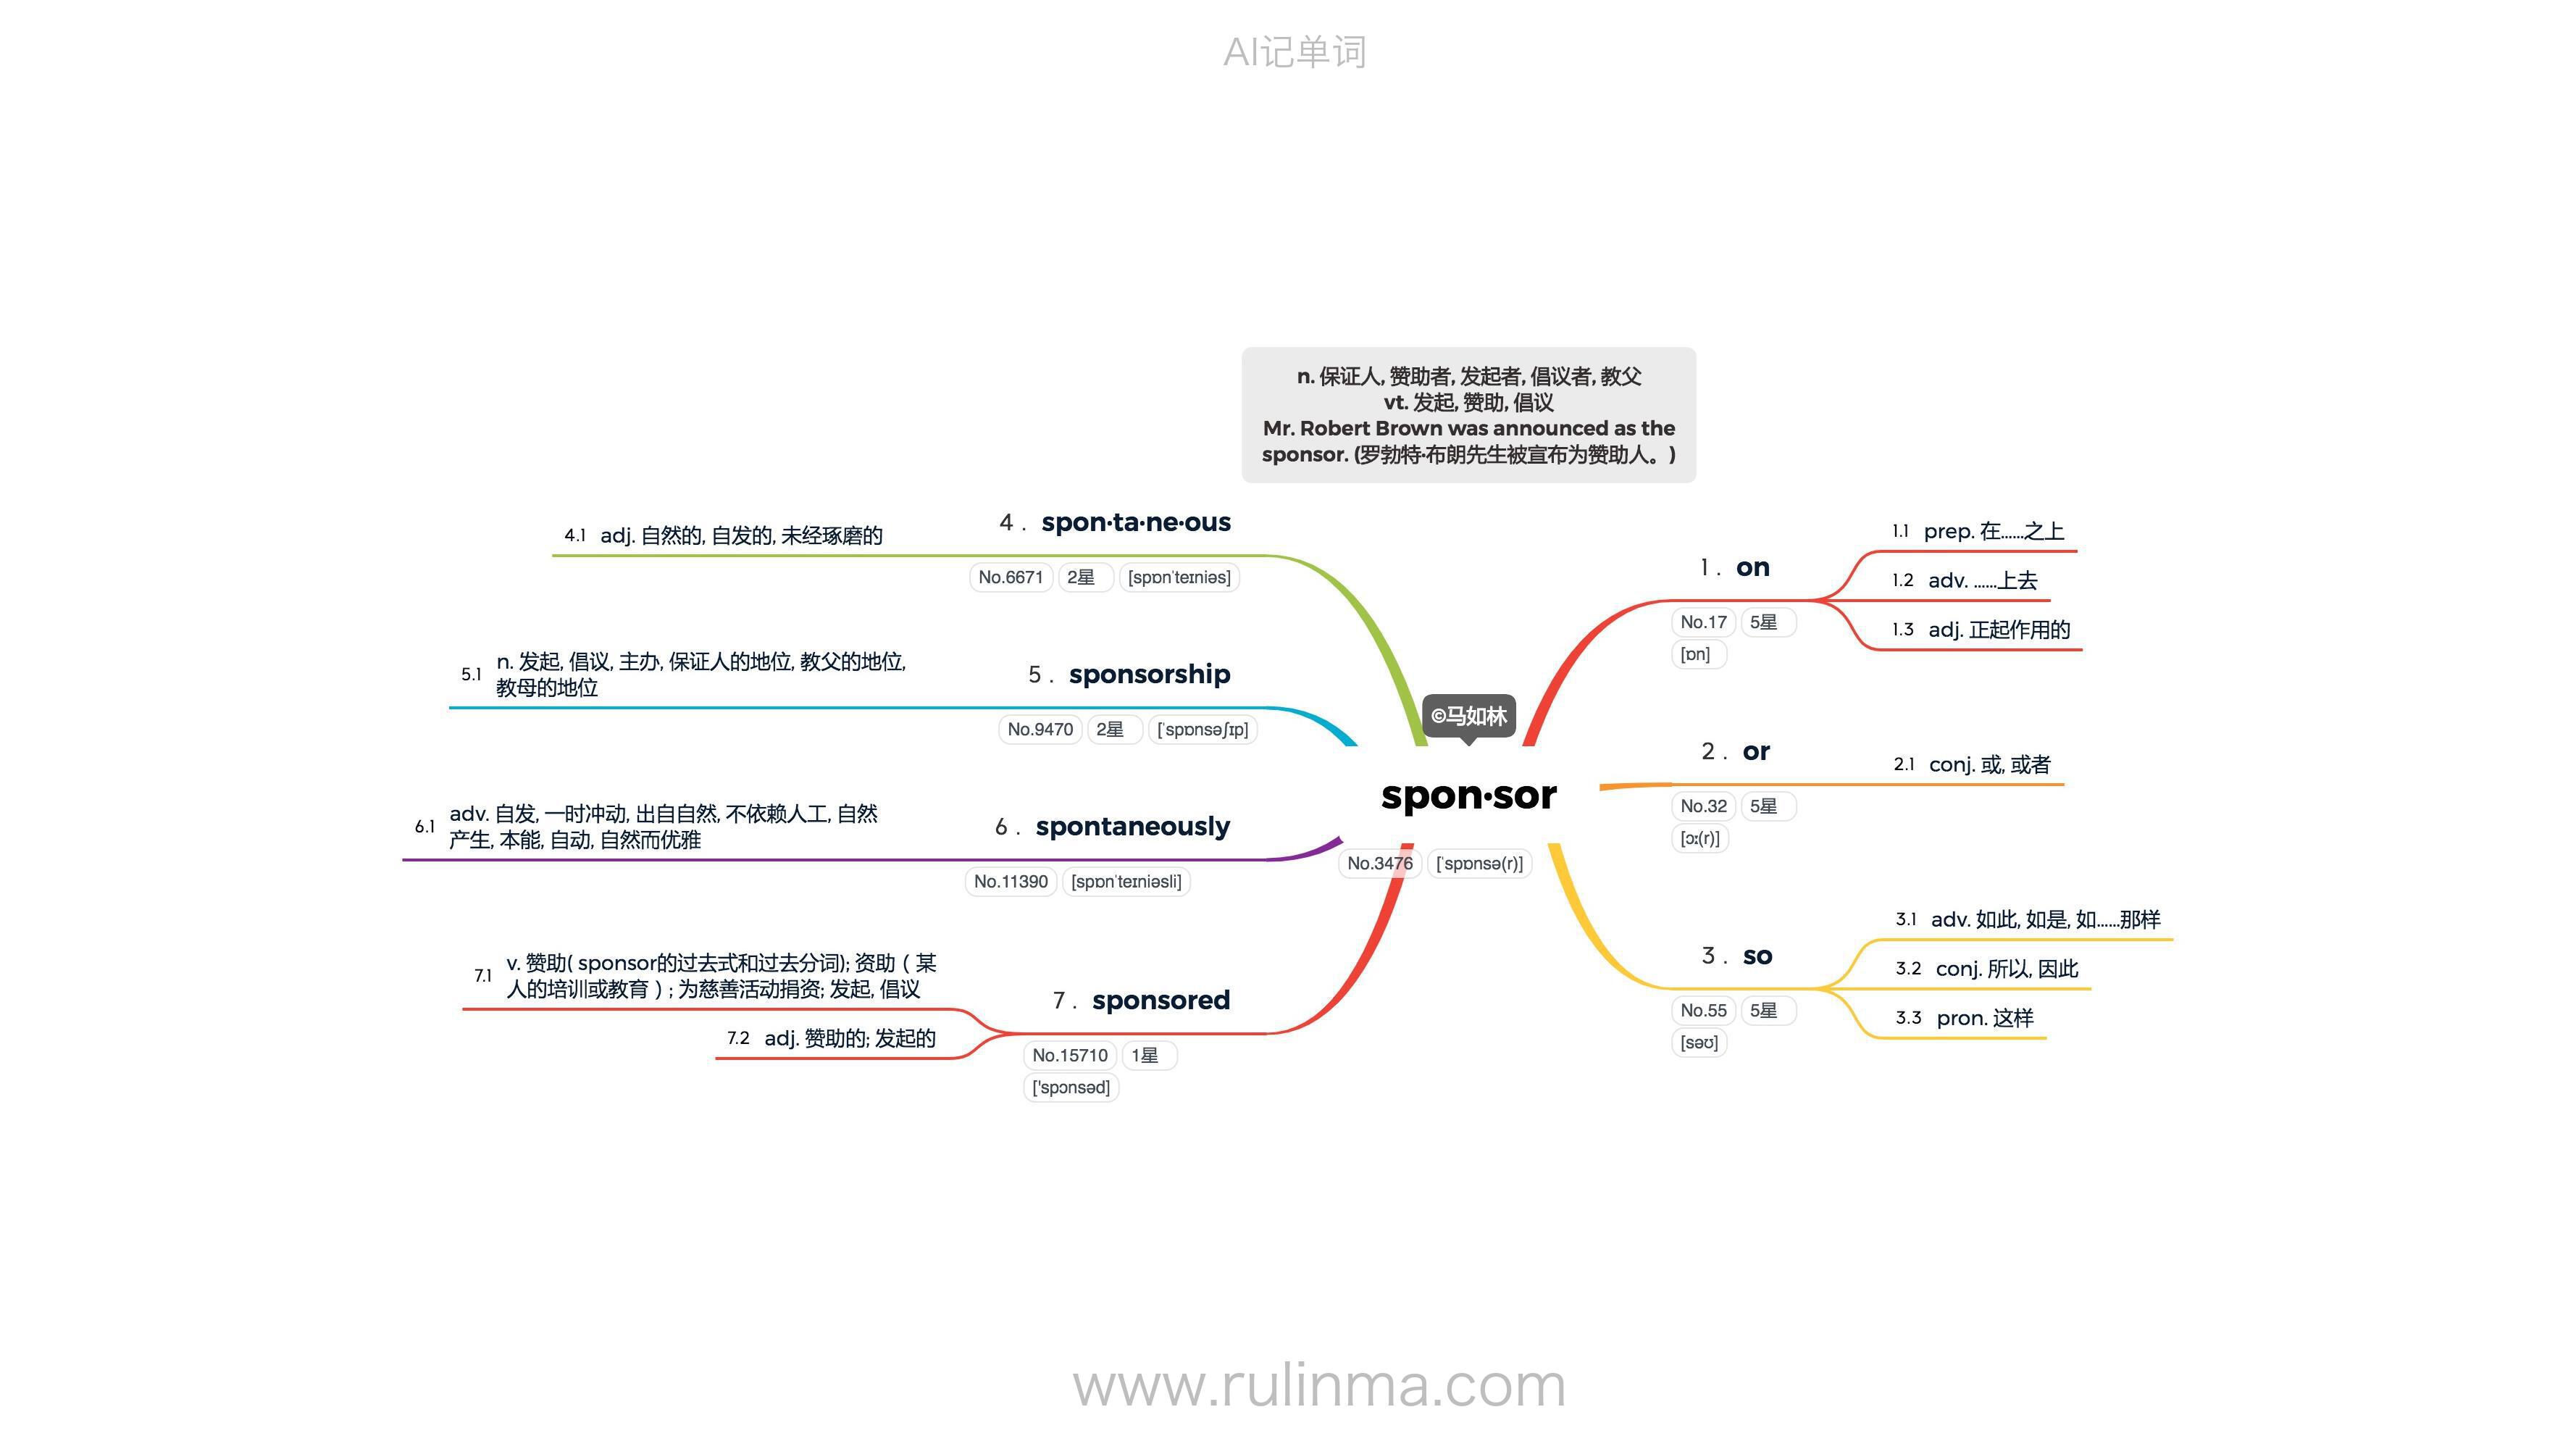 AI记单词
n. 保证人, 赞助者, 发起者, 倡议者, 教父
vt. 发起, 赞助, 倡议
Mr. Robert Brown was announced as the
sponsor. (罗勃特·布朗先生被宣布为赞助人。)
©马如林
spon·sor
No.3476 [ˈspɒnsə(r)]
1 . on
No.17 5星
[ɒn]
1.1 prep. 在……之上
1.2 adv. ……上去
1.3 adj. 正起作用的
2 . or
No.32 5星
[ɔː(r)]
2.1 conj. 或, 或者
3 . so
No.55 5星
[səʊ]
3.1 adv. 如此, 如是, 如……那样
3.2 conj. 所以, 因此
3.3 pron. 这样
4 . spon·ta·ne·ous
No.6671 2星 [spɒnˈteɪniəs]
4.1 adj. 自然的, 自发的, 未经琢磨的
5 . sponsorship
No.9470 2星 [ˈspɒnsəʃɪp]
5.1 n. 发起, 倡议, 主办, 保证人的地位, 教父的地位,
教母的地位
6 . spontaneously
No.11390 [spɒnˈteɪniəsli]
6.1 adv. 自发, 一时冲动, 出自自然, 不依赖人工, 自然
产生, 本能, 自动, 自然而优雅
7 . sponsored
No.15710 1星
['spɔnsəd]
7.1 v. 赞助( sponsor的过去式和过去分词); 资助（某
人的培训或教育）; 为慈善活动捐资; 发起, 倡议
7.2 adj. 赞助的; 发起的
www.rulinma.com